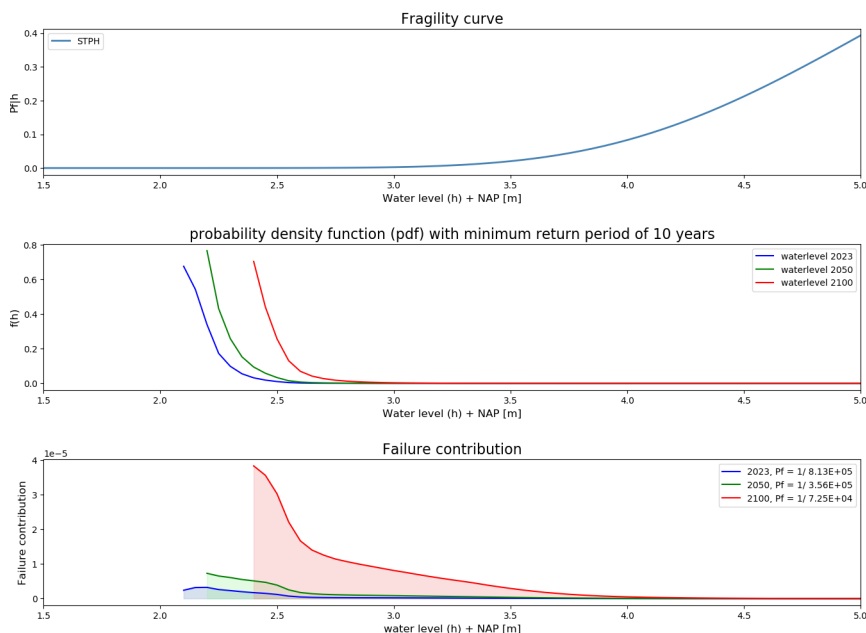 Fragility curve
STPH
Pf|h
0.4
0.3
0.2
0.1
0.0
1.5 2.0 2.5 3.0 3.5 4.0 4.5 5.0
Water level (h) + NAP [m]
probability density function (pdf) with minimum return period of 10 years
waterlevel 2023
waterlevel 2050
waterlevel 2100
f(h)
0.8
0.6
0.4
0.2
0.0
1.5 2.0 2.5 3.0 3.5 4.0 4.5 5.0
Water level (h) + NAP [m]
Failure contribution
1e−5
2023, Pf = 1/ 8.13E+05
2050, Pf = 1/ 3.56E+05
2100, Pf = 1/ 7.25E+04
Failure contribution
4
3
2
1
0
1.5 2.0 2.5 3.0 3.5 4.0 4.5 5.0
water level (h) + NAP [m]